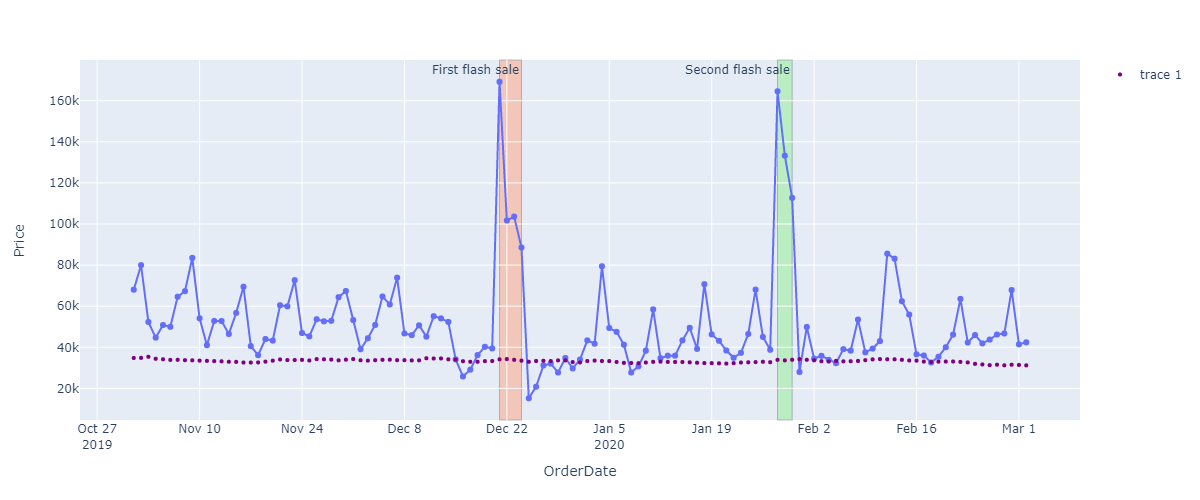 First flash sale
Second flash sale
trace 1
160k
140k
120k
100k
80k
60k
40k
20k
Price
Oct 27
2019
Nov 10
Nov 24
Dec 8
Dec 22
Jan 5
2020
Jan 19
Feb 2
Feb 16
Mar 1
OrderDate